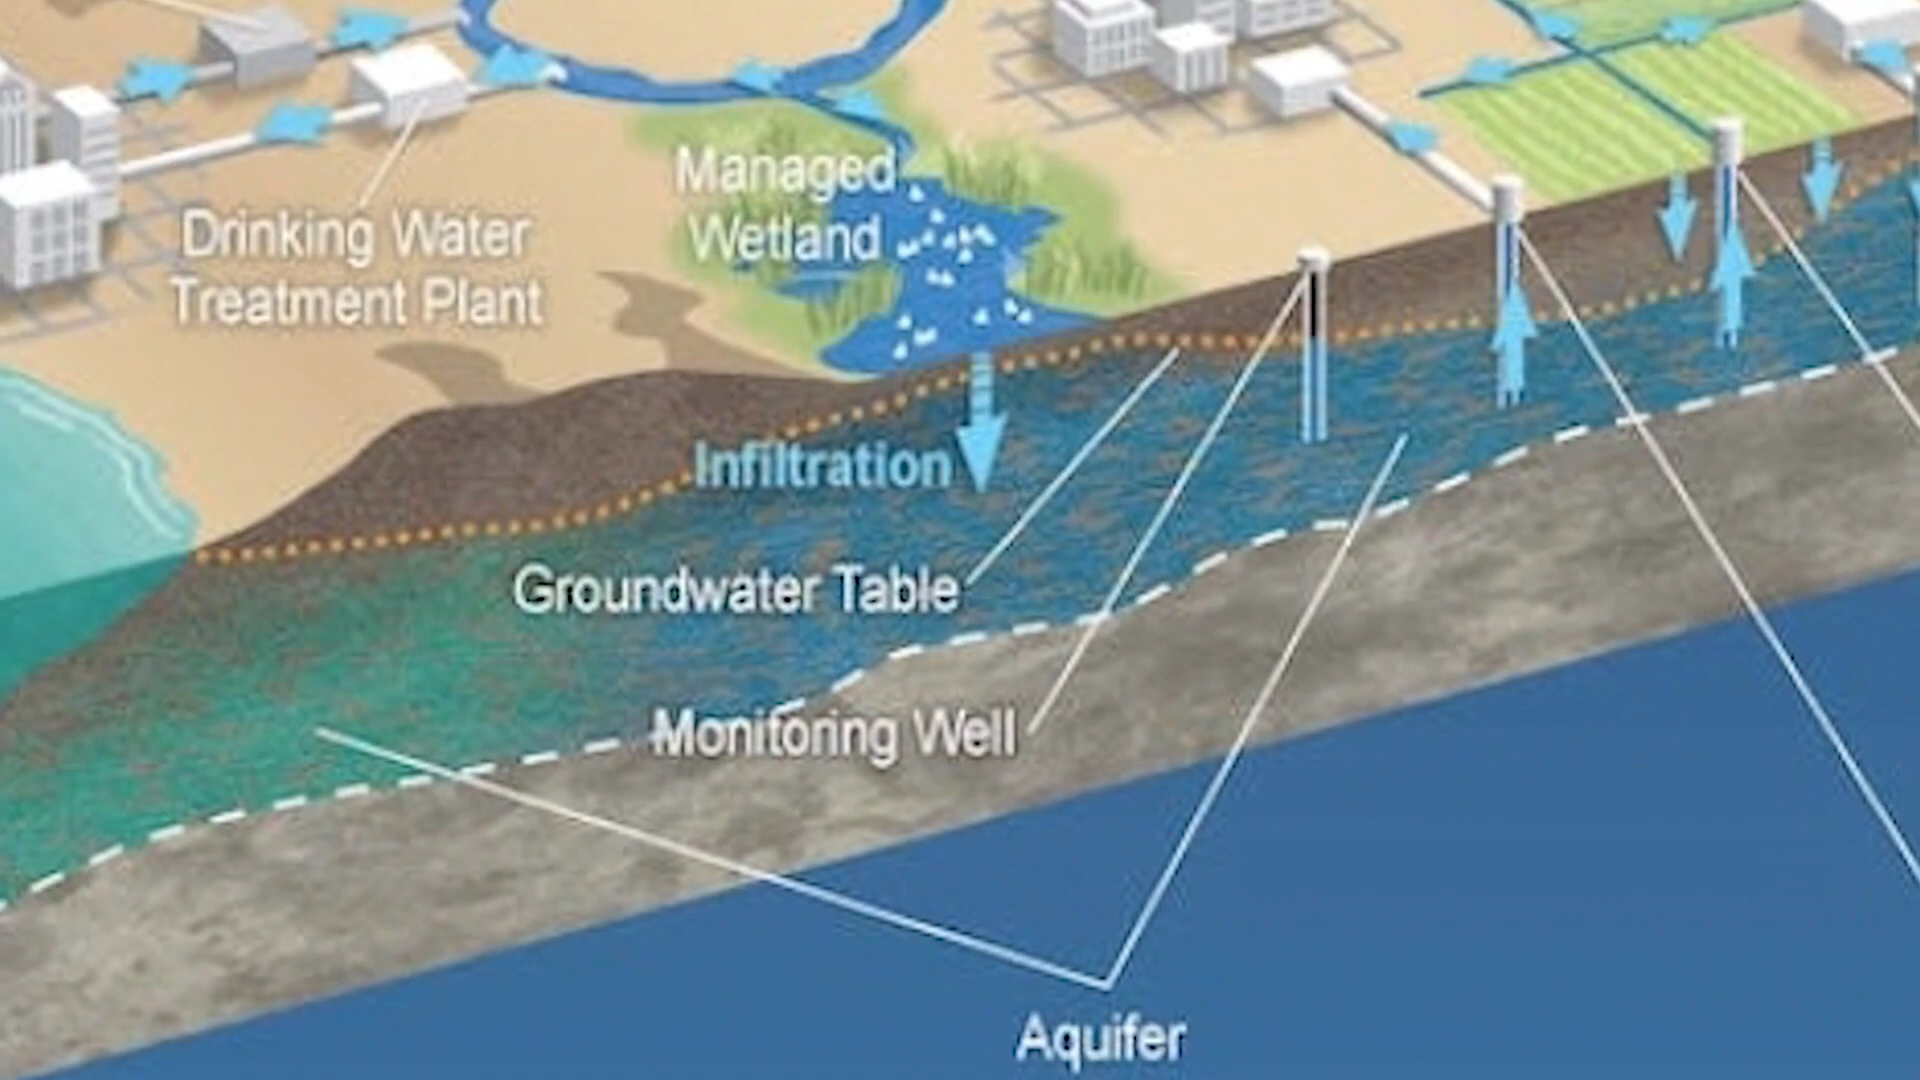 Managed
Wetland
Drinking Water
Treatment Plant
Infiltration
Groundwater Table
Monitoring Well
Aquifer